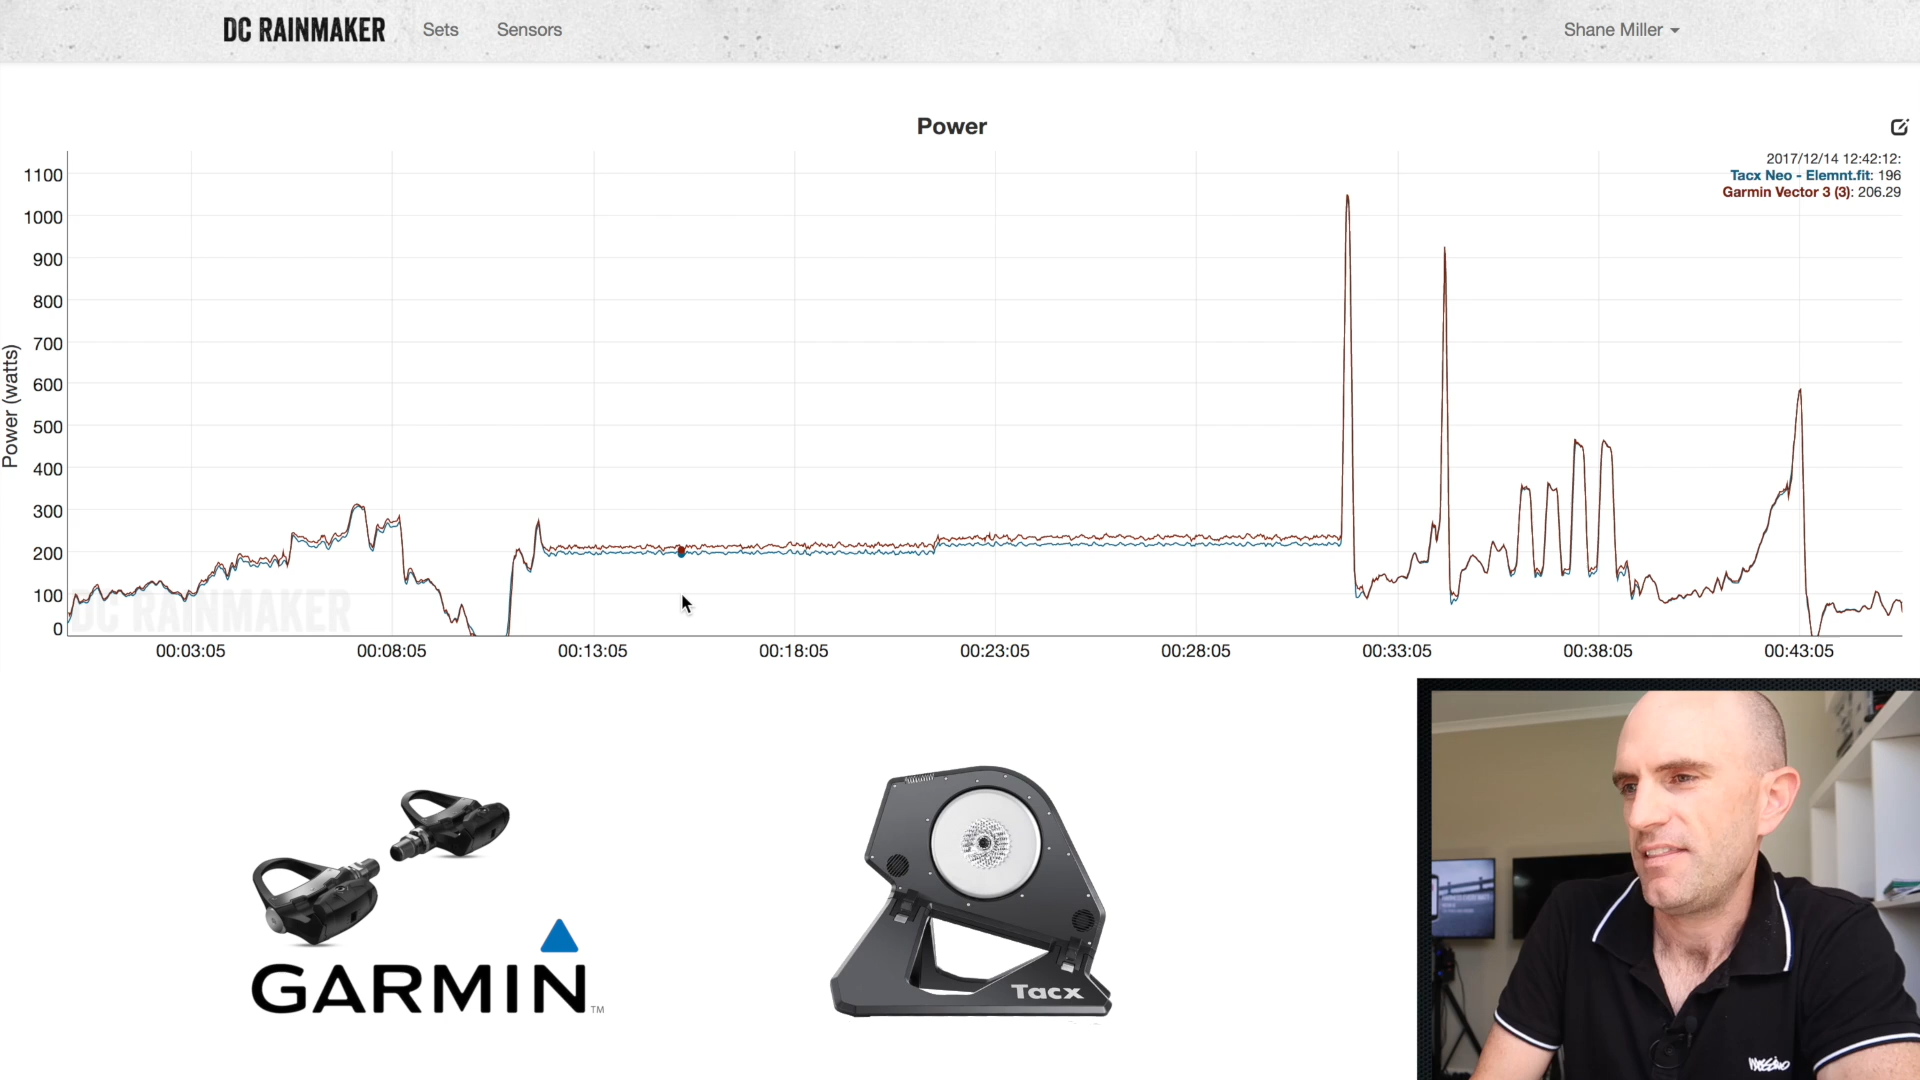 DC RAINMAKER Sets Sensors Shane Miller
Power
2017/12/14 12:42:12:
Tacx Neo - Elemnt.fit: 196
Garmin Vector 3 (3): 206.29
Power (watts)
1100
1000
900
800
700
600
500
400
300
200
100
0
DC RAINMAKER
00:03:05 00:08:05 00:13:05 00:18:05 00:23:05 00:28:05 00:33:05 00:38:05 00:43:05
GARMIN™
Tacx